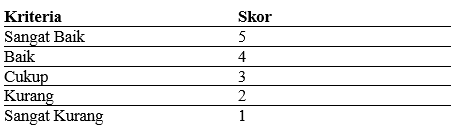 Kriteria Skor
Sangat Baik 5
Baik 4
Cukup 3
Kurang 2
Sangat Kurang 1